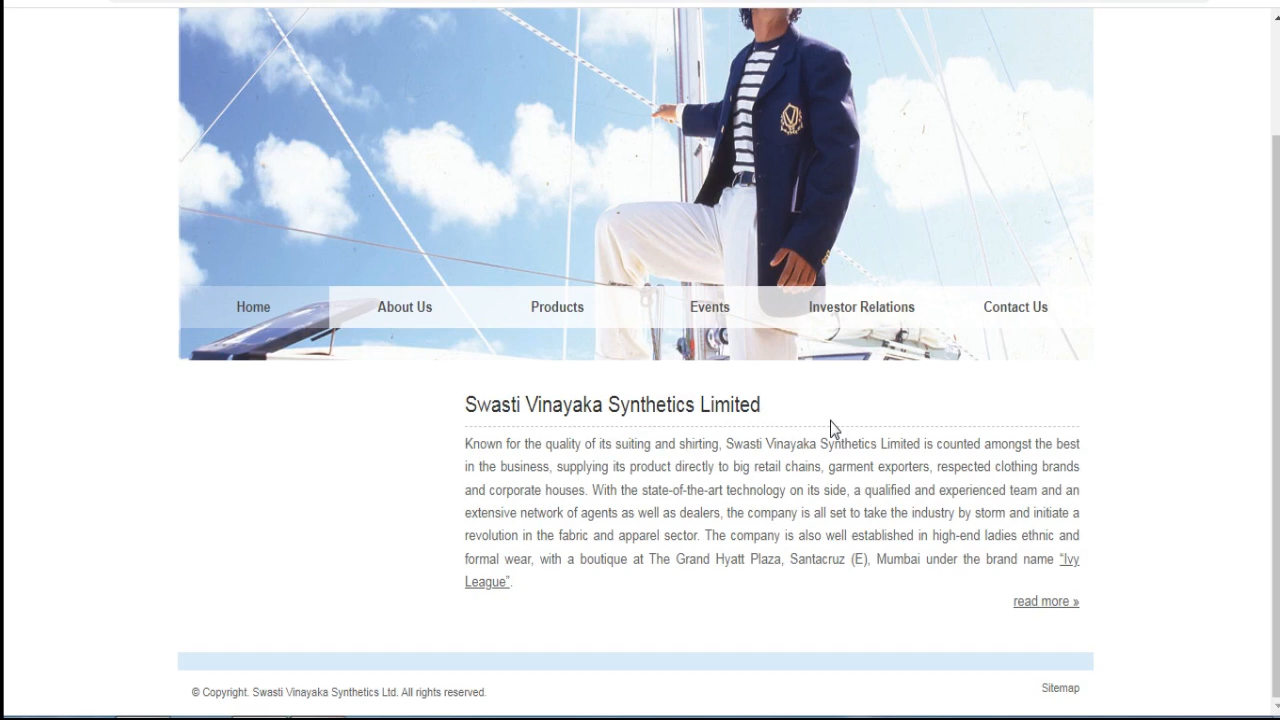 Home About Us Products Events Investor Relations Contact Us
Swasti Vinayaka Synthetics Limited
Known for the quality of its suiting and shirting, Swasti Vinayaka Synthetics Limited is counted amongst the best
in the business, supplying its product directly to big retail chains, garment exporters, respected clothing brands
and corporate houses. With the state-of-the-art technology on its side, a qualified and experienced team and an
extensive network of agents as well as dealers, the company is all set to take the industry by storm and initiate a
revolution in the fabric and apparel sector. The company is also well established in high-end ladies ethnic and
formal wear, with a boutique at The Grand Hyatt Plaza, Santacruz (E), Mumbai under the brand name “Ivy
League”.
read more »
© Copyright. Swasti Vinayaka Synthetics Ltd. All rights reserved.
Sitemap